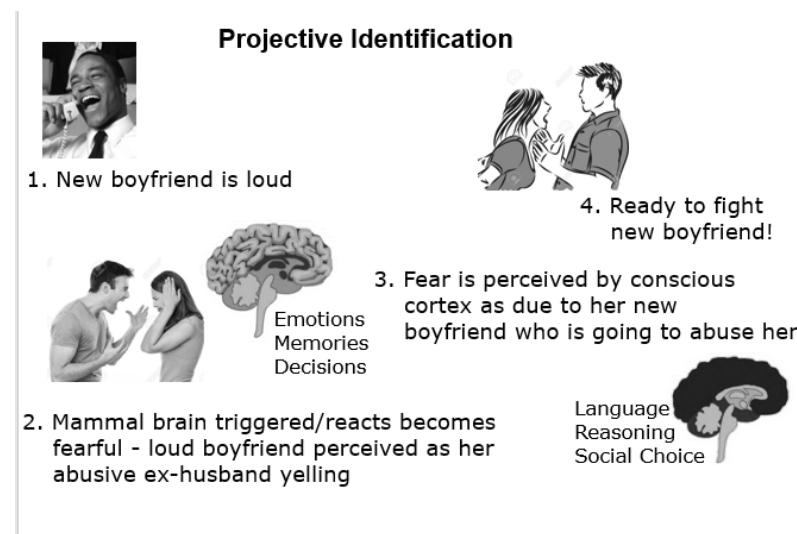 Projective Identification
1. New boyfriend is loud
4. Ready to fight
new boyfriend!
3. Fear is perceived by conscious
cortex as due to her new
boyfriend who is going to abuse her
Emotions
Memories
Decisions
2. Mammal brain triggered/reacts becomes
fearful - loud boyfriend perceived as her
abusive ex-husband yelling
Language
Reasoning
Social Choice